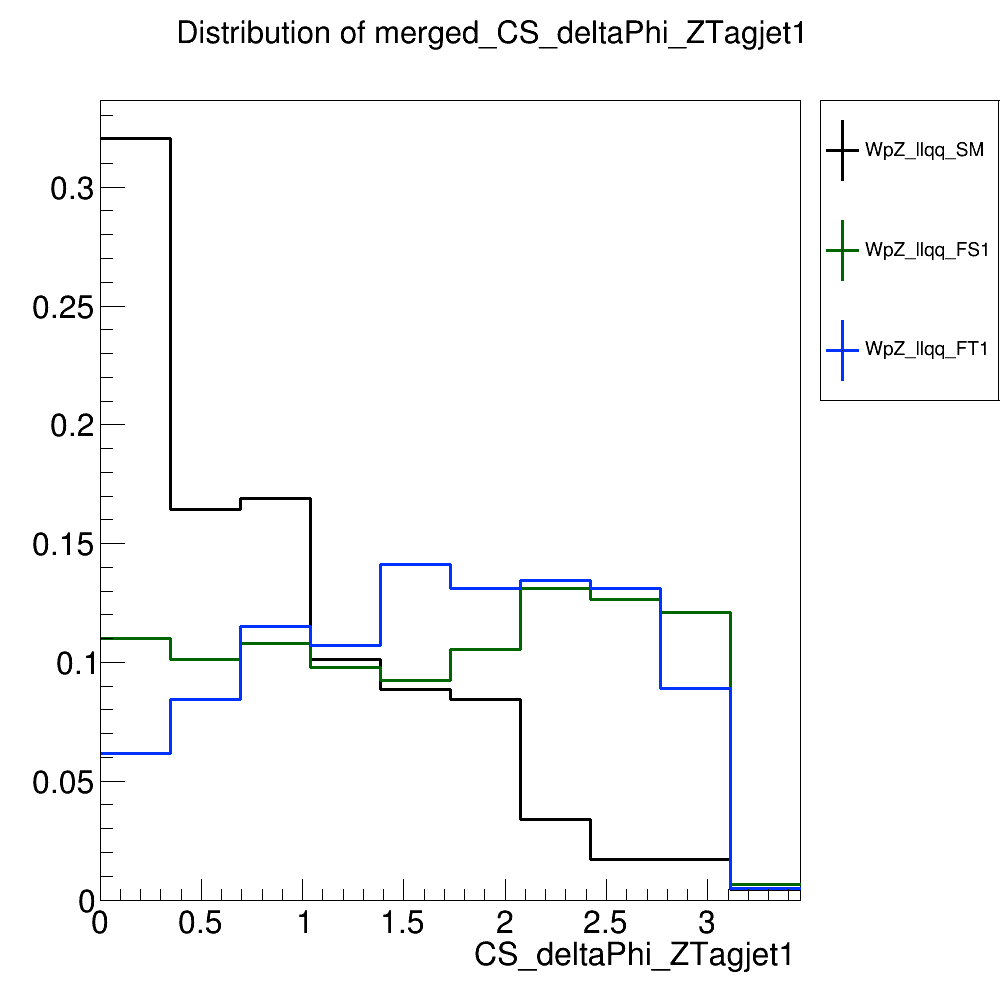 Distribution of merged_CS_deltaPhi_ZTagjet1
WpZ_llqq_SM
WpZ_llqq_FS1
WpZ_llqq_FT1
0.3
0.25
0.2
0.15
0.1
0.05
0
0 0.5 1 1.5 2 2.5 3
CS_deltaPhi_ZTagjet1